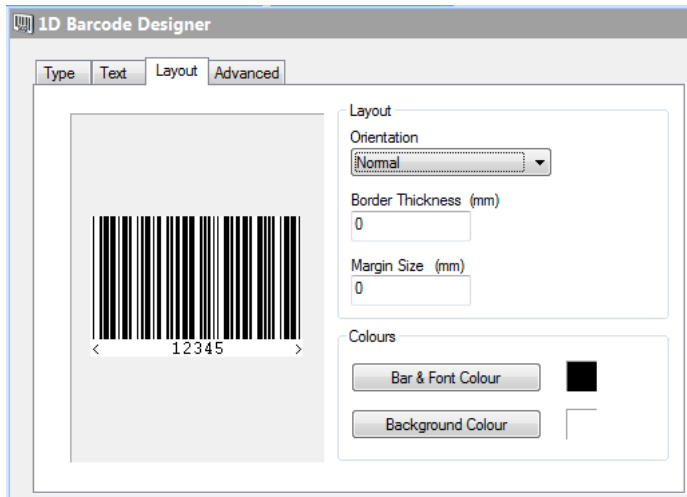 1D Barcode Designer
Type Text Layout Advanced
Layout
Orientation
Normal
Border Thickness (mm)
0
Margin Size (mm)
0
< 12345 >
Colours
Bar & Font Colour
Background Colour